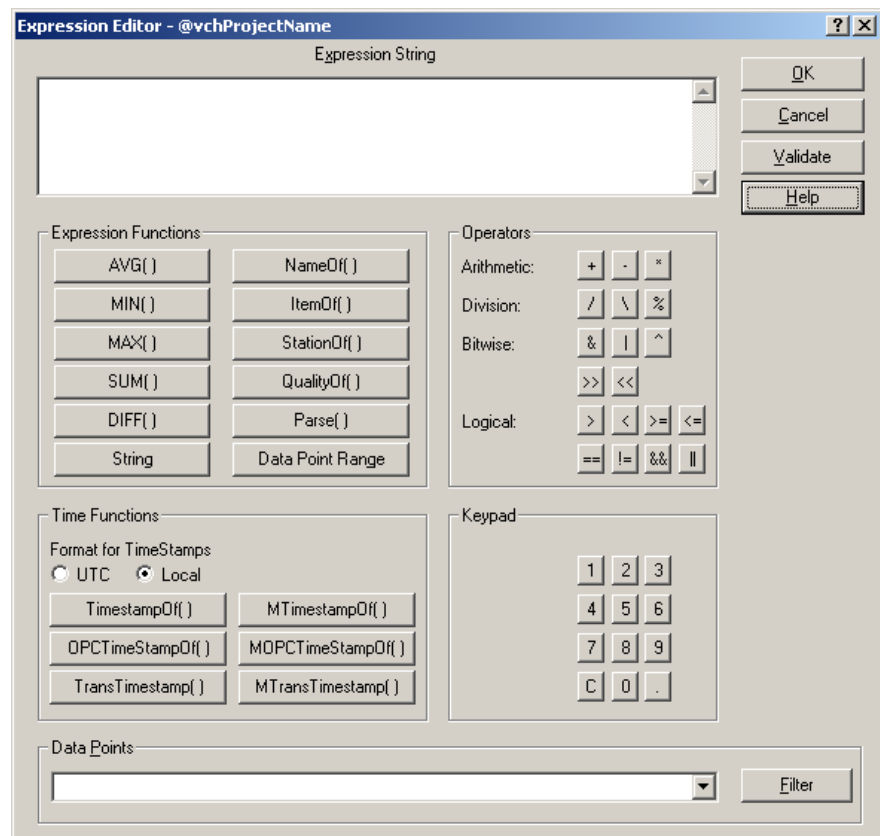 Expression Editor - @vchProjectName
Expression String
OK
Cancel
Validate
Help
Expression Functions
AVG( ) NameOf( )
MIN( ) ItemOf( )
MAX( ) StationOf( )
SUM( ) QualityOf( )
DIFF( ) Parse( )
String Data Point Range
Operators
Arithmetic: + - *
Division: / \ %
Bitwise: & | ^
>> <<
Logical: > < >= <=
== != && ||
Time Functions
Format for TimeStamps
UTC Local
TimestampOf( ) MTimestampOf( )
OPCTimeStampOf( ) MOPCTimeStampOf( )
TransTimestamp( ) MTransTimestamp( )
Keypad
1 2 3
4 5 6
7 8 9
C 0 .
Data Points
Filter